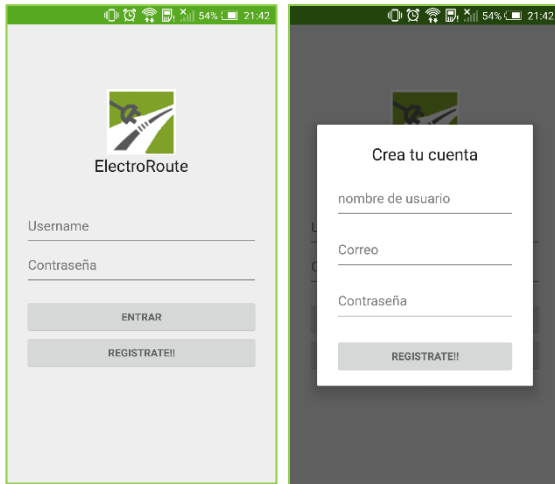 54% 21:42
ElectroRoute
Username
Contraseña
ENTRAR
REGISTRATE!!
54% 21:42
Crea tu cuenta
nombre de usuario
Correo
Contraseña
REGISTRATE!!